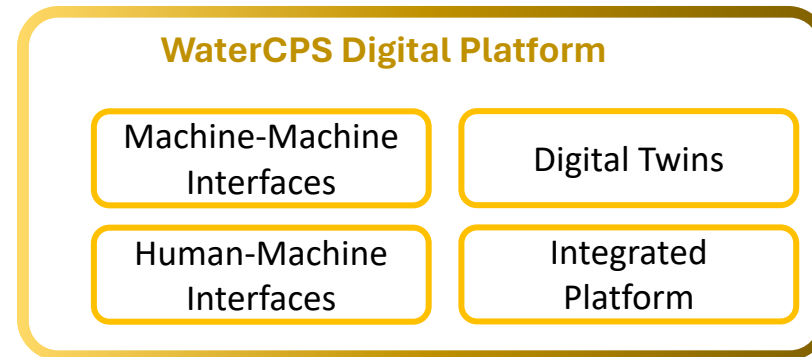 WaterCPS Digital Platform
Machine-Machine
Interfaces
Digital Twins
Human-Machine
Interfaces
Integrated
Platform